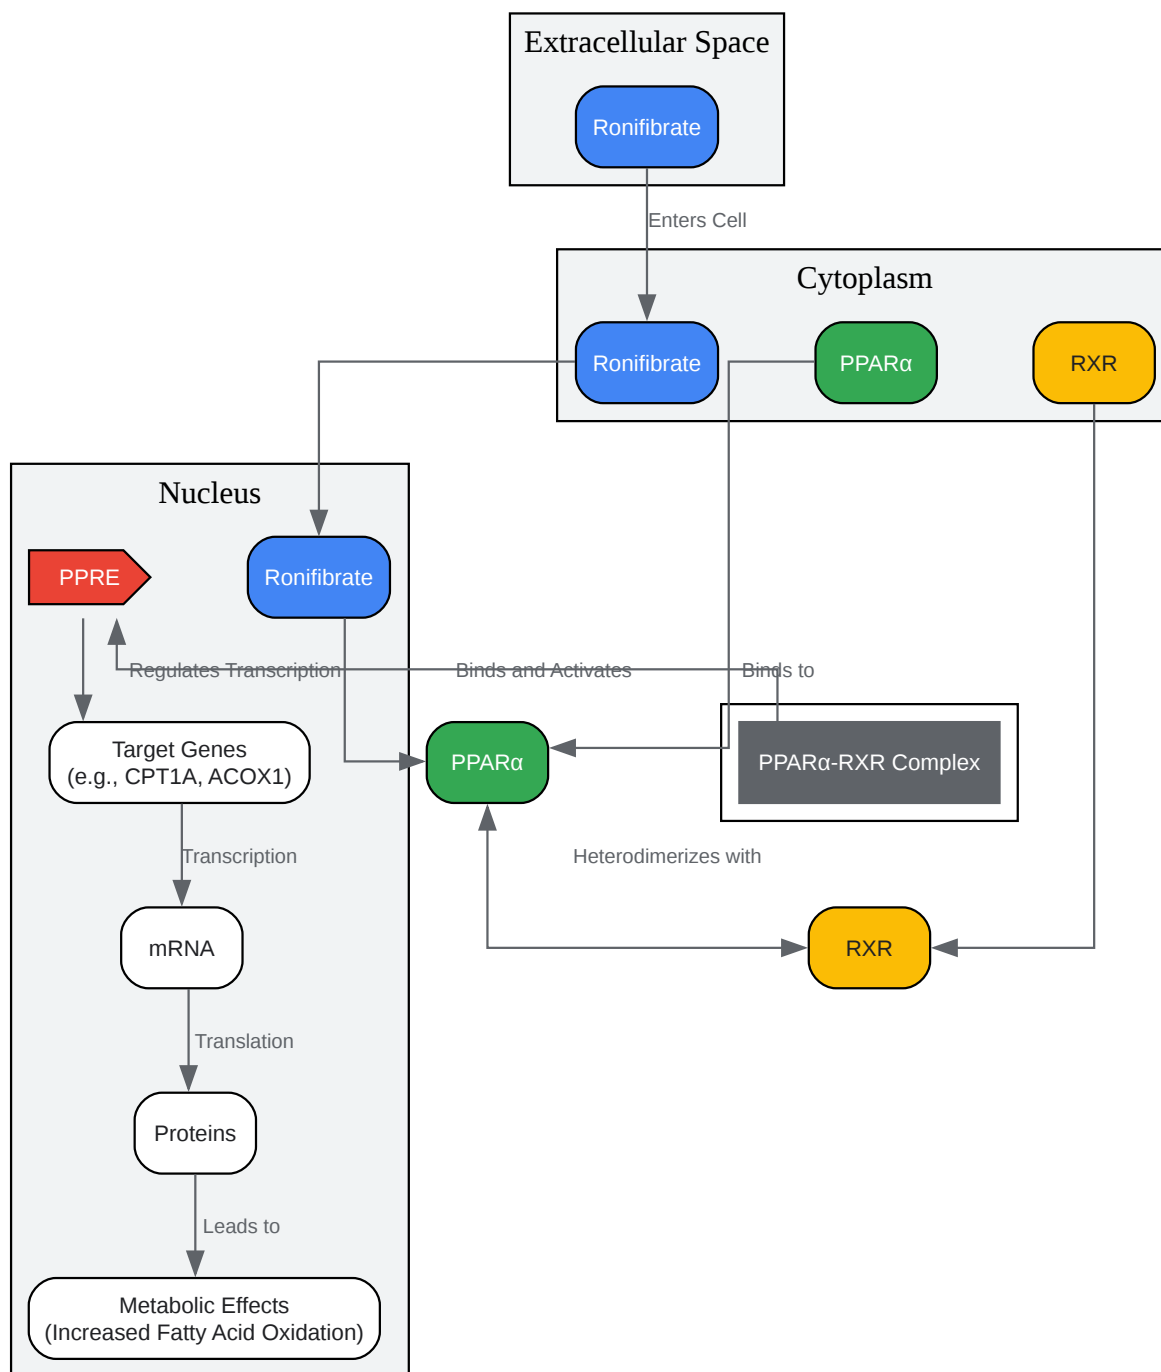 Extracellular Space
Ronifibrate
Enters Cell
Cytoplasm
Ronifibrate
PPARα
RXR
Nucleus
PPRE
Ronifibrate
Regulates Transcription
Binds and Activates
Binds to
Target Genes
(e.g., CPT1A, ACOX1)
PPARα
PPARα-RXR Complex
Transcription
Heterodimerizes with
mRNA
RXR
Translation
Proteins
Leads to
Metabolic Effects
(Increased Fatty Acid Oxidation)